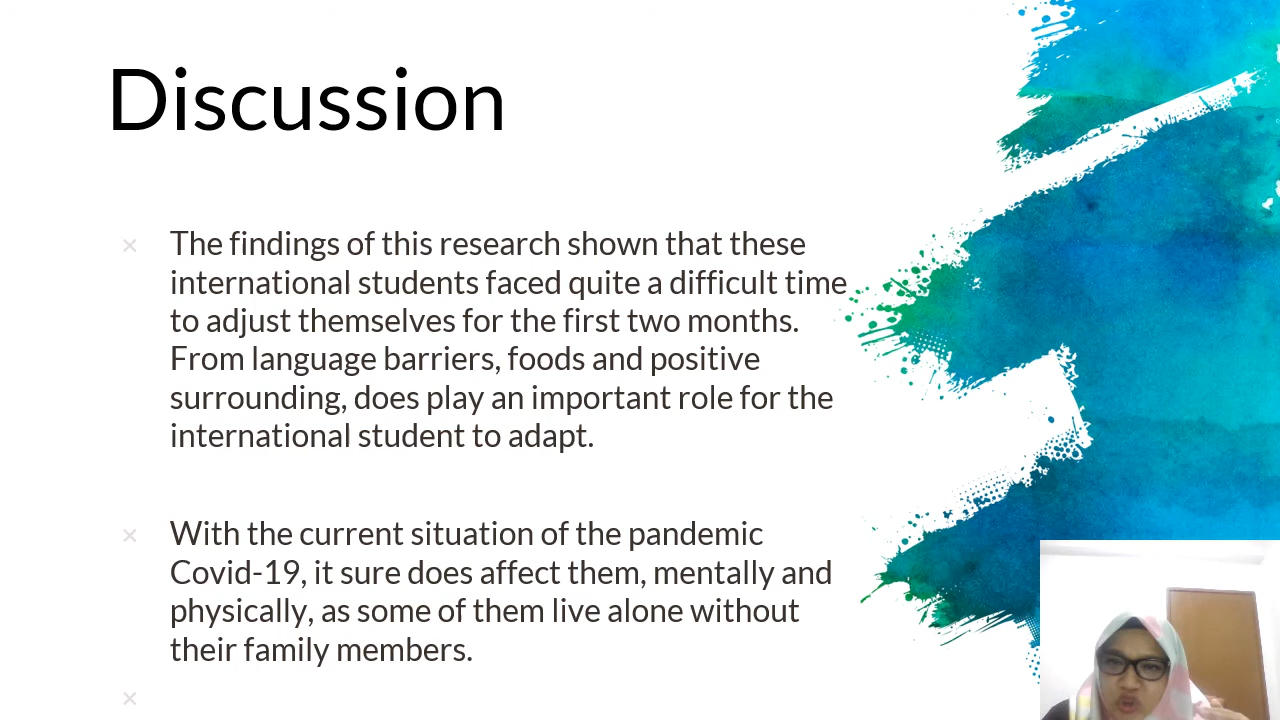 Discussion
The findings of this research shown that these
international students faced quite a difficult time
to adjust themselves for the first two months.
From language barriers, foods and positive
surrounding, does play an important role for the
international student to adapt.
With the current situation of the pandemic
Covid-19, it sure does affect them, mentally and
physically, as some of them live alone without
their family members.